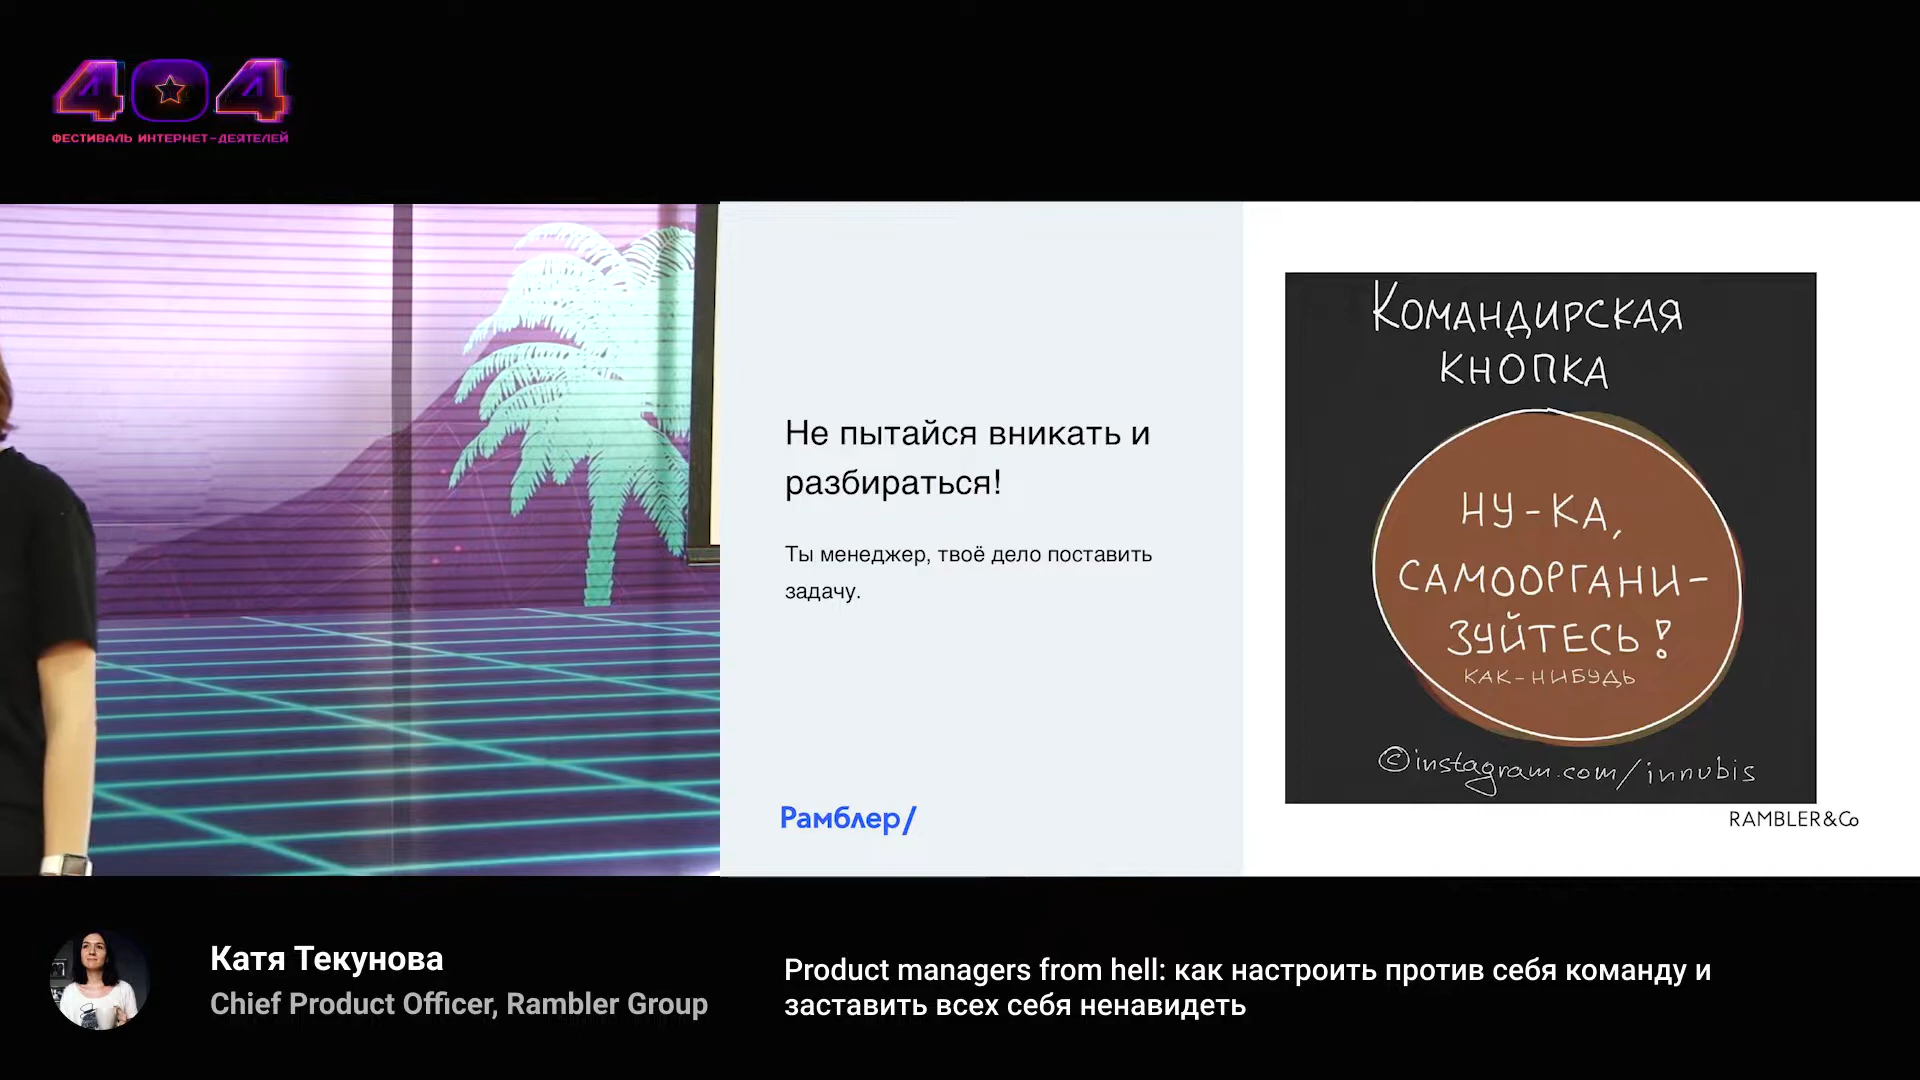 404
ФЕСТИВАЛЬ ИНТЕРНЕТ-ДЕЯТЕЛЕЙ
Не пытайся вникать и
разбираться!
Ты менеджер, твоё дело поставить
задачу.
Рамблер/
КОМАНДИРСКАЯ
КНОПКА
НУ-КА,
САМООРГАНИ-
ЗУЙТЕСЬ!
КАК-НИБУДЬ
©instagram.com/innubis
RAMBLER&Co
Катя Текунова
Chief Product Officer, Rambler Group
Product managers from hell: как настроить против себя команду и
заставить всех себя ненавидеть